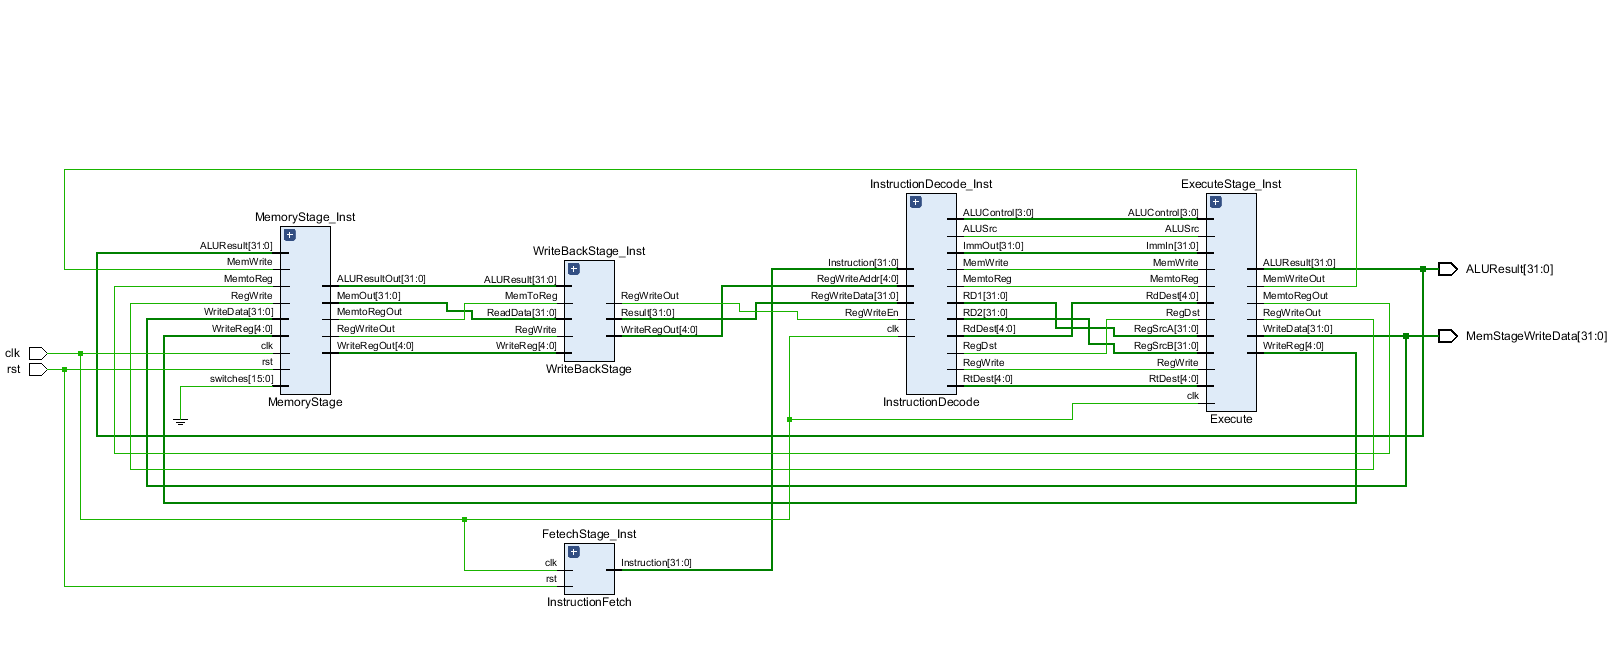 InstructionDecode_Inst
ExecuteStage_Inst
ALUControl[3:0]
ALUControl[3:0]
MemoryStage_Inst
ALUSrc
ALUSrc
ALUResult[31:0]
WriteBackStage_Inst
ImmOut[31:0]
ImmIn[31:0]
MemWrite
Instruction[31:0]
MemWrite
MemWrite
ALUResult[31:0]
ALUResult[31:0]
MemtoReg
ALUResultOut[31:0]
ALUResult[31:0]
RegWriteAddr[4:0]
MemtoReg
MemtoReg
MemWriteOut
RegWrite
MemOut[31:0]
MemToReg
RegWriteOut
RegWriteData[31:0]
RD1[31:0]
RdDest[4:0]
MemtoRegOut
WriteData[31:0]
MemtoRegOut
ReadData[31:0]
Result[31:0]
RegWriteEn
RD2[31:0]
RegDst
RegWriteOut
WriteReg[4:0]
RegWriteOut
RegWrite
WriteRegOut[4:0]
clk
RdDest[4:0]
RegSrcA[31:0]
WriteData[31:0]
MemStageWriteData[31:0]
clk
clk
WriteRegOut[4:0]
WriteReg[4:0]
RegDst
RegSrcB[31:0]
WriteReg[4:0]
rst
rst
WriteBackStage
RegWrite
RegWrite
switches[15:0]
RtDest[4:0]
RtDest[4:0]
clk
MemoryStage
InstructionDecode
Execute
FetechStage_Inst
clk
Instruction[31:0]
rst
InstructionFetch